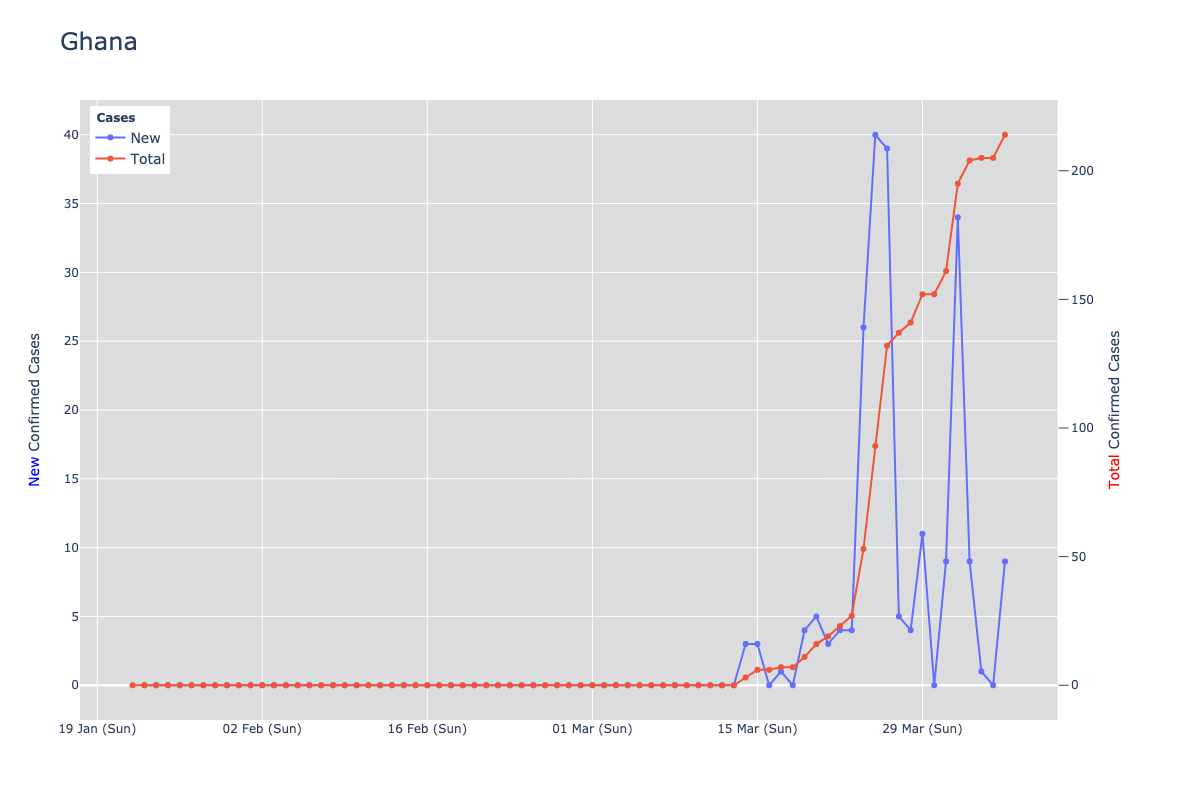 Ghana
Cases
New
Total
40
35
30
25
20
15
10
5
0
New Confirmed Cases
200
150
100
50
0
Total Confirmed Cases
19 Jan (Sun)
02 Feb (Sun)
16 Feb (Sun)
01 Mar (Sun)
15 Mar (Sun)
29 Mar (Sun)